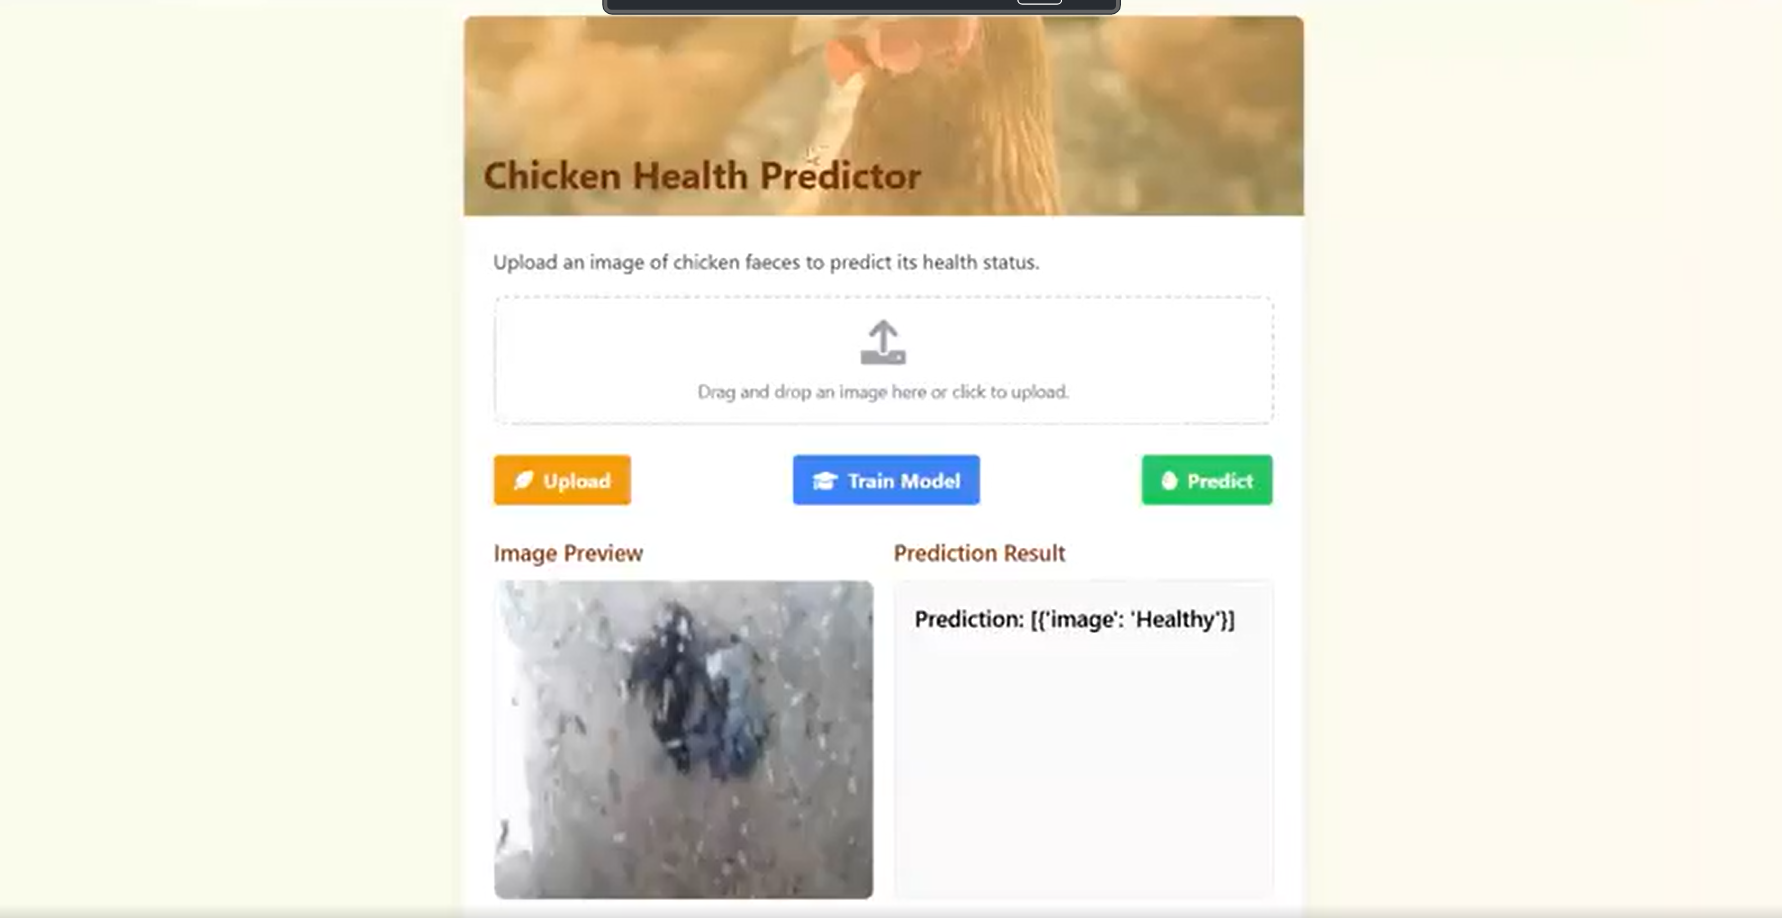 Chicken Health Predictor
Upload an image of chicken faeces to predict its health status.
Drag and drop an image here or click to upload.
Upload
Train Model
Predict
Image Preview
Prediction Result
Prediction: [{'image': 'Healthy'}]